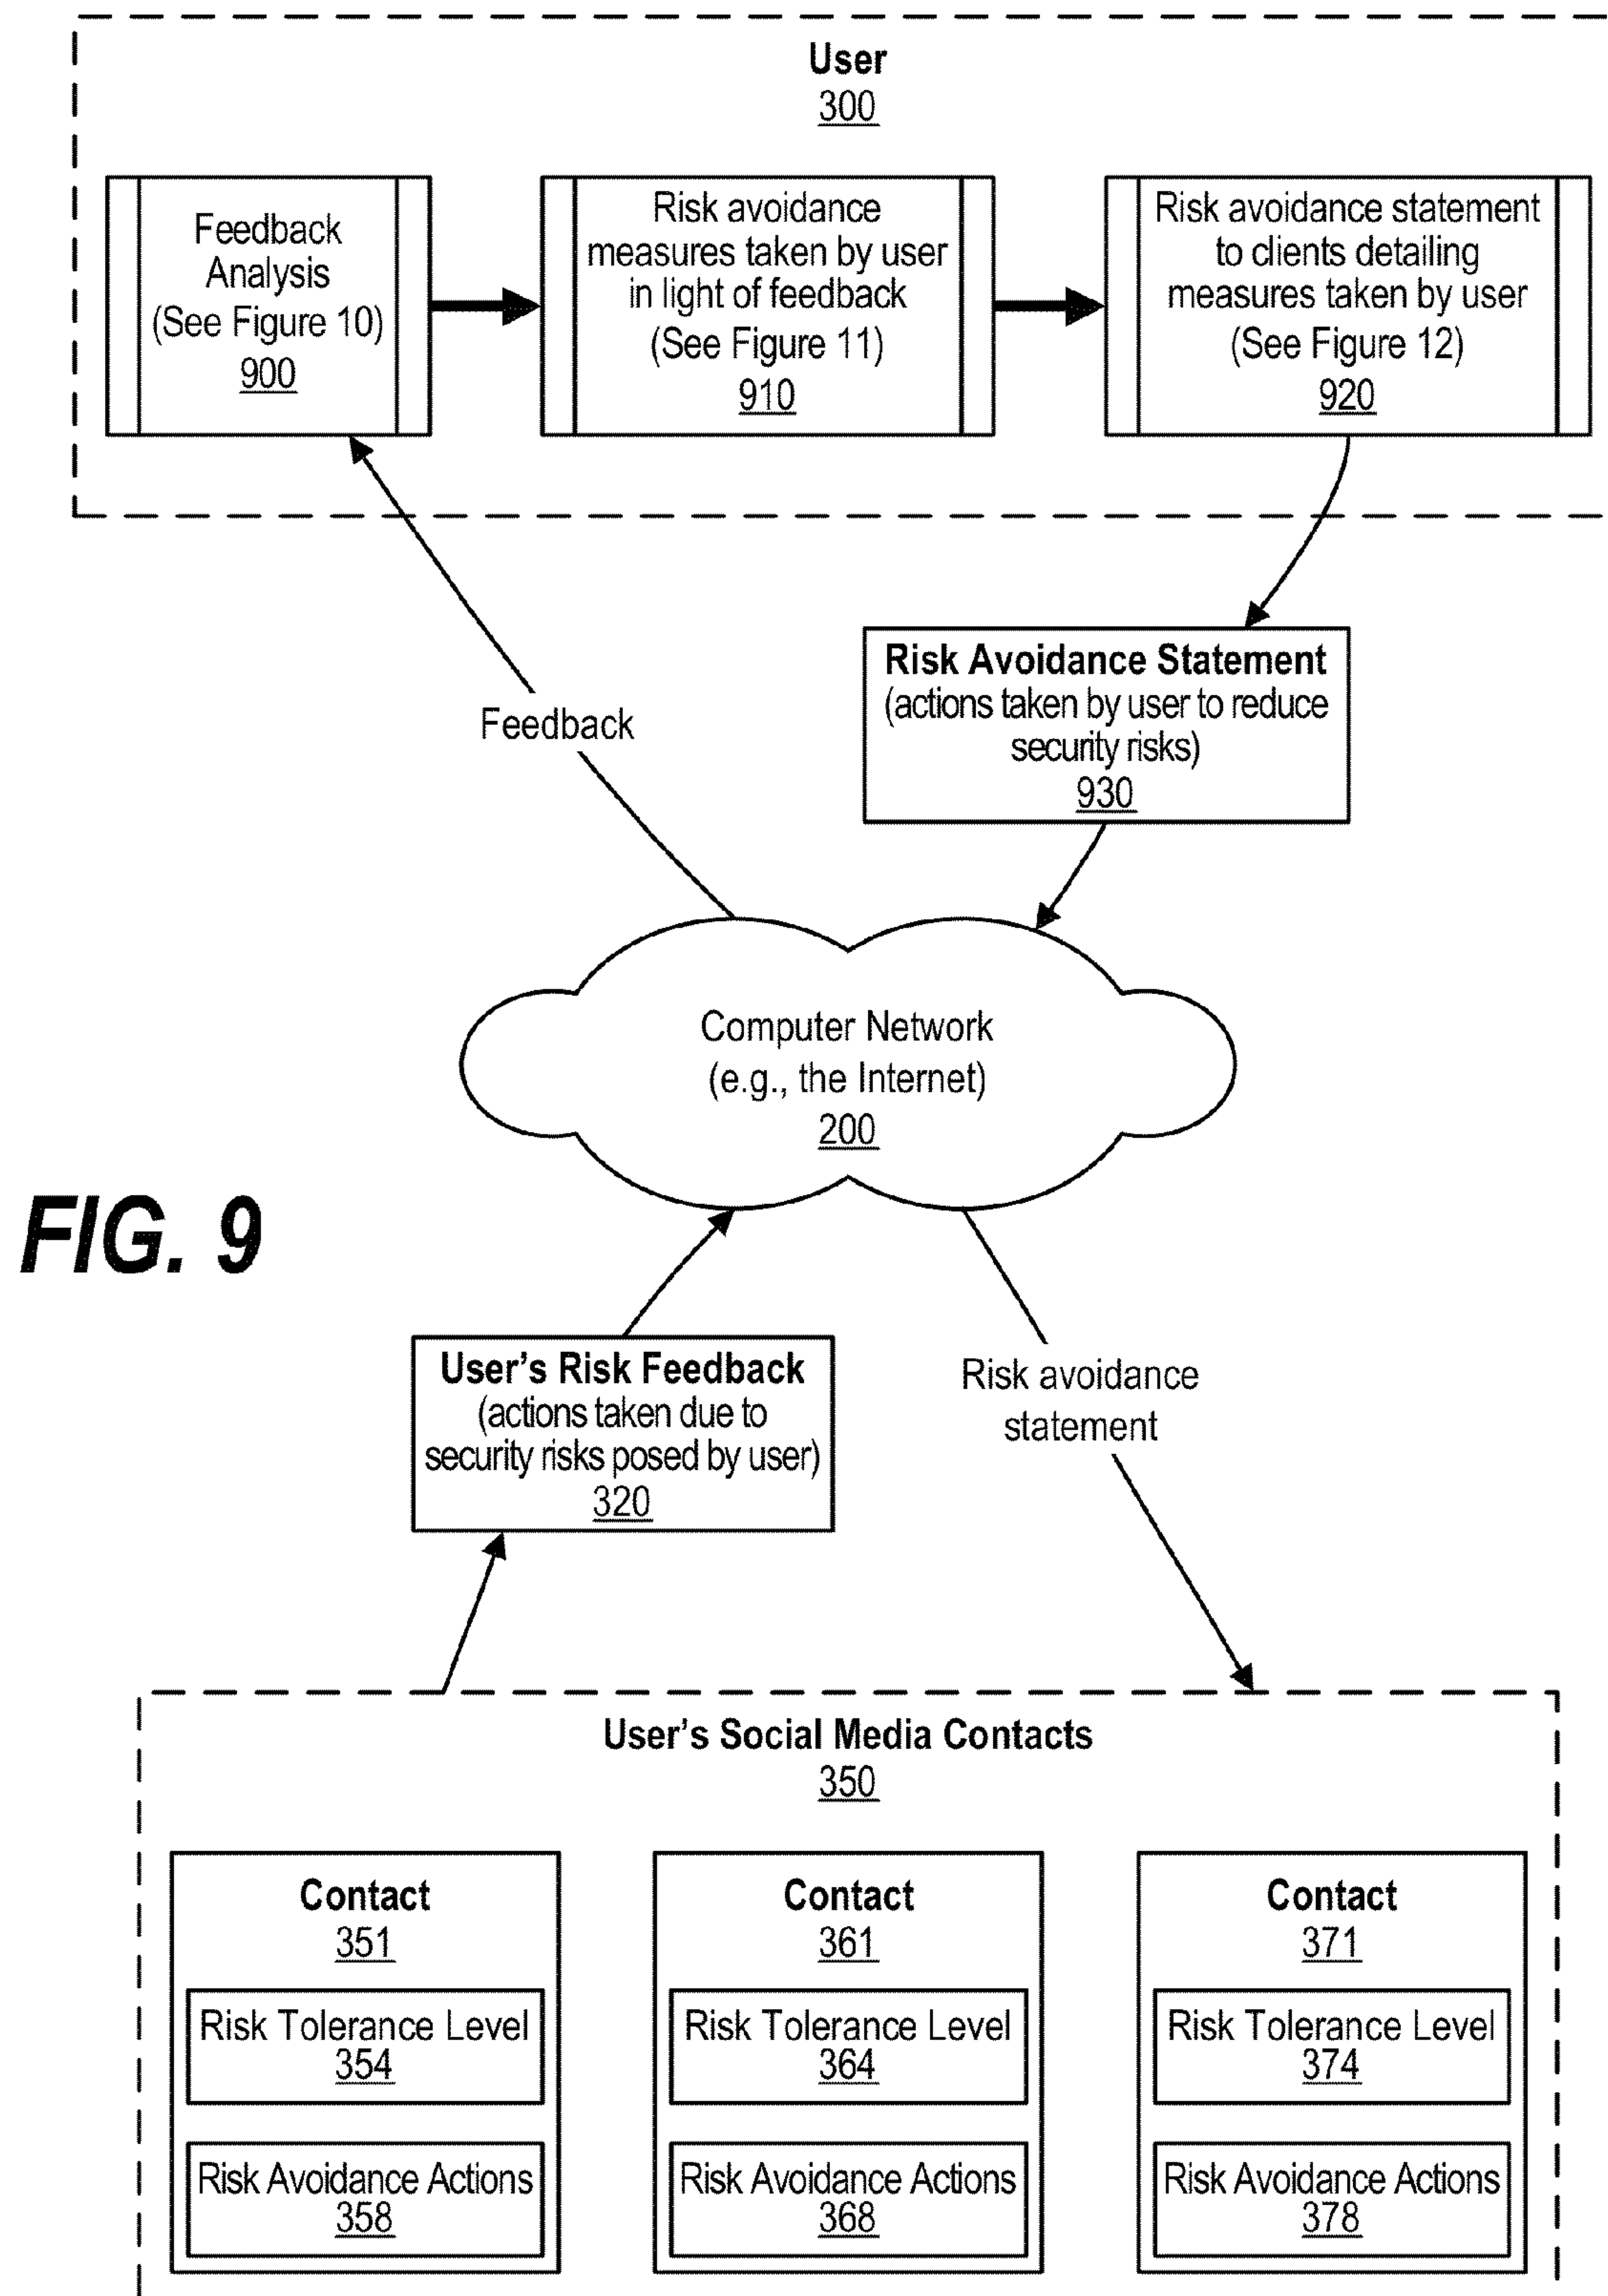 User
300
Feedback
Analysis
(See Figure 10)
900
Risk avoidance
measures taken by user
in light of feedback
(See Figure 11)
910
Risk avoidance statement
to clients detailing
measures taken by user
(See Figure 12)
920
Feedback
Risk Avoidance Statement
(actions taken by user to reduce
security risks)
930
Computer Network
(e.g., the Internet)
200
FIG. 9
User's Risk Feedback
(actions taken due to
security risks posed by user)
320
Risk avoidance
statement
User's Social Media Contacts
350
Contact
351
Risk Tolerance Level
354
Risk Avoidance Actions
358
Contact
361
Risk Tolerance Level
364
Risk Avoidance Actions
368
Contact
371
Risk Tolerance Level
374
Risk Avoidance Actions
378